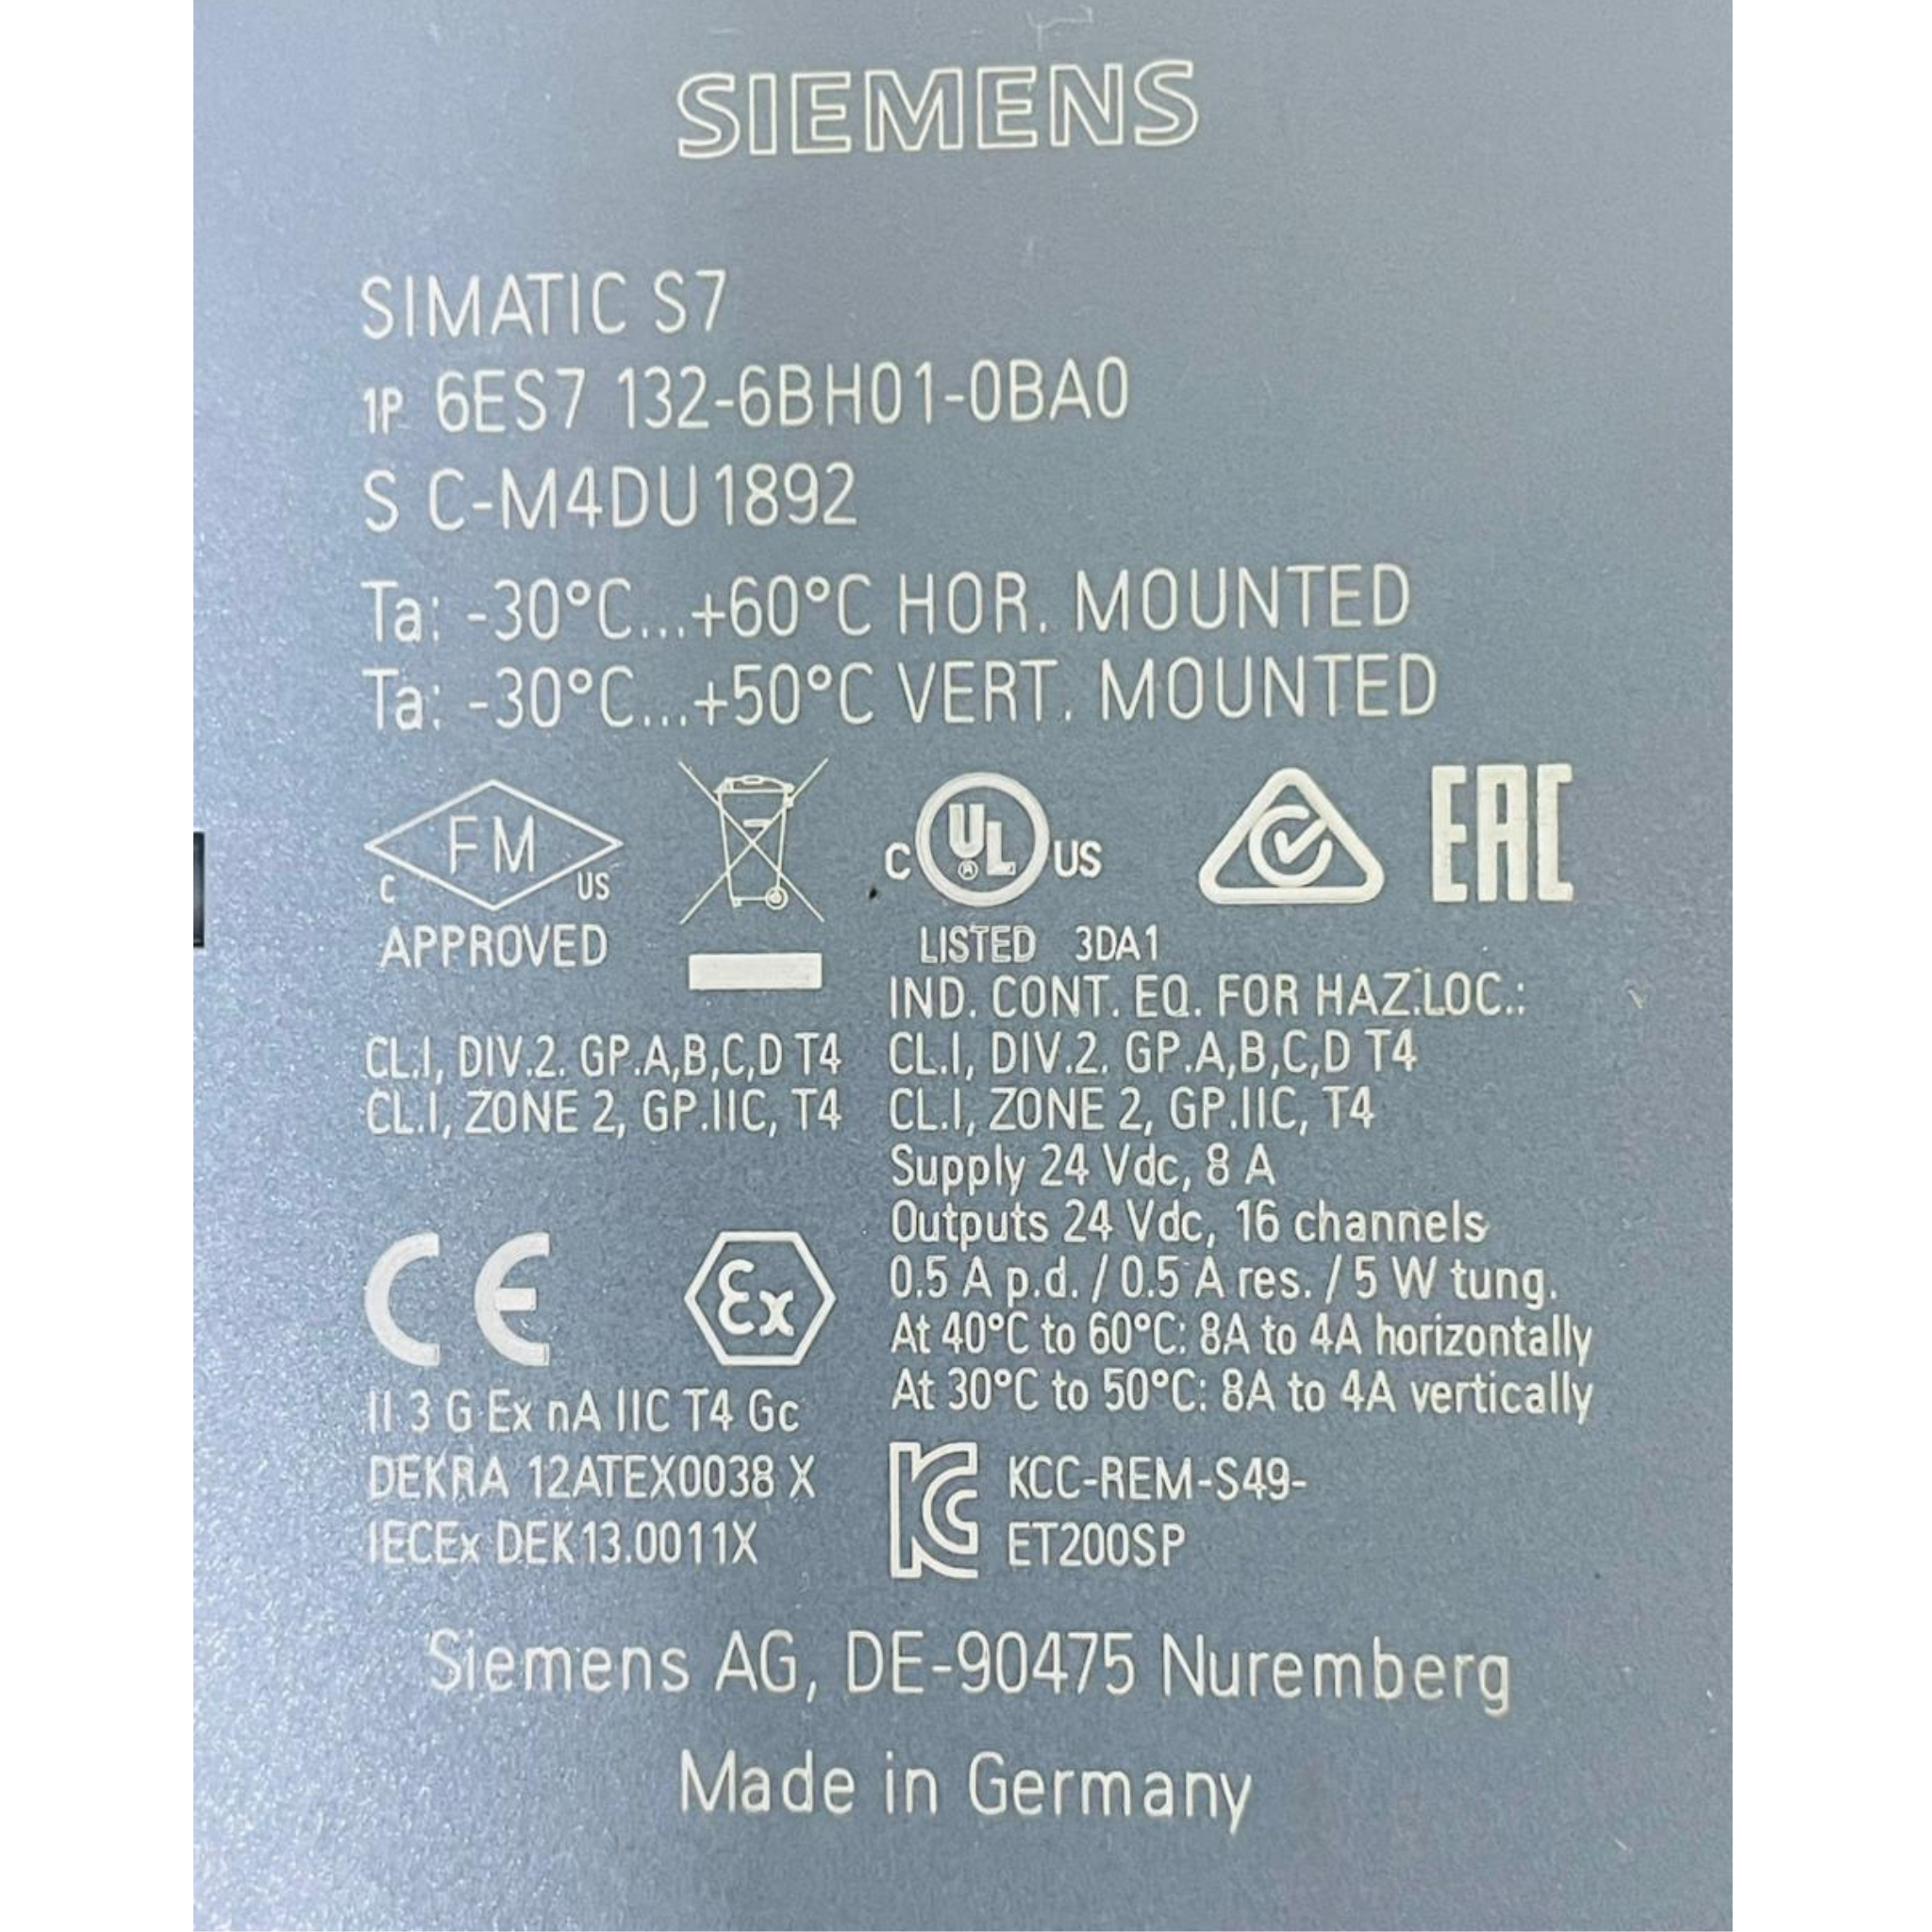 SIEMENS
SIMATIC S7
1P 6ES7 132-6BH01-0BA0
S C-M4DU1892
Ta: -30°C...+60°C HOR. MOUNTED
Ta: -30°C...+50°C VERT. MOUNTED
FM
C US
APPROVED
CL.I, DIV.2. GP.A,B,C,D T4
CL.I, ZONE 2, GP.IIC, T4
C UL ® US
LISTED 3DA1
EAC
IND. CONT. EQ. FOR HAZ.LOC.:
CL.I, DIV.2. GP.A,B,C,D T4
CL.I, ZONE 2, GP.IIC, T4
Supply 24 Vdc, 8 A
Outputs 24 Vdc, 16 channels
0.5 A p.d. / 0.5 A res. / 5 W tung.
At 40°C to 60°C: 8A to 4A horizontally
At 30°C to 50°C: 8A to 4A vertically
CE
Ex
II 3 G Ex nA IIC T4 Gc
DEKRA 12ATEX0038 X
IECEx DEK13.0011X
KC
KCC-REM-S49-
ET200SP
Siemens AG, DE-90475 Nuremberg
Made in Germany